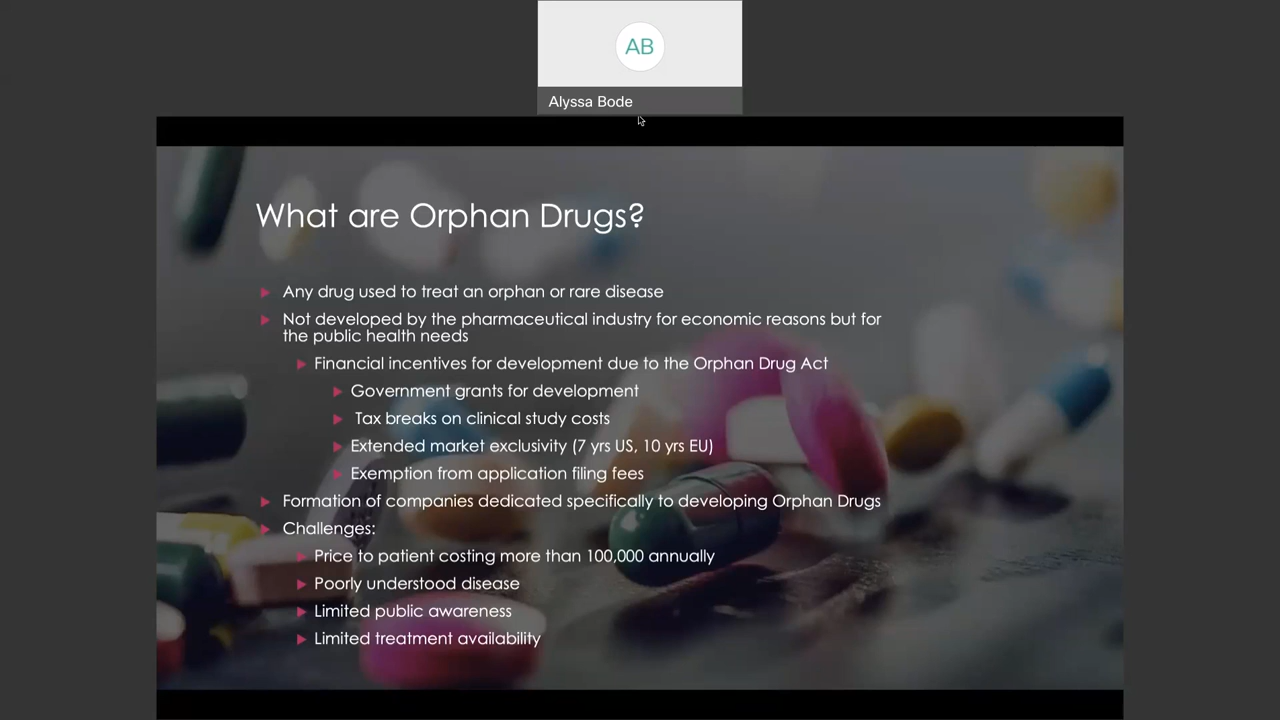 AB
Alyssa Bode
What are Orphan Drugs?
Any drug used to treat an orphan or rare disease
Not developed by the pharmaceutical industry for economic reasons but for
the public health needs
Financial incentives for development due to the Orphan Drug Act
Government grants for development
Tax breaks on clinical study costs
Extended market exclusivity (7 yrs US, 10 yrs EU)
Exemption from application filing fees
Formation of companies dedicated specifically to developing Orphan Drugs
Challenges:
Price to patient costing more than 100,000 annually
Poorly understood disease
Limited public awareness
Limited treatment availability